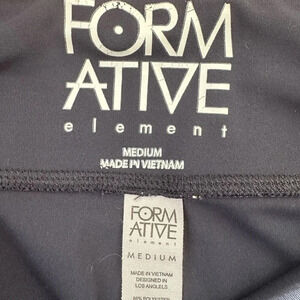 FORM
ATIVE
element
MEDIUM
MADE IN VIETNAM
FORM
ATIVE
element
MEDIUM
MADE IN VIETNAM
DESIGNED IN
LOS ANGELES